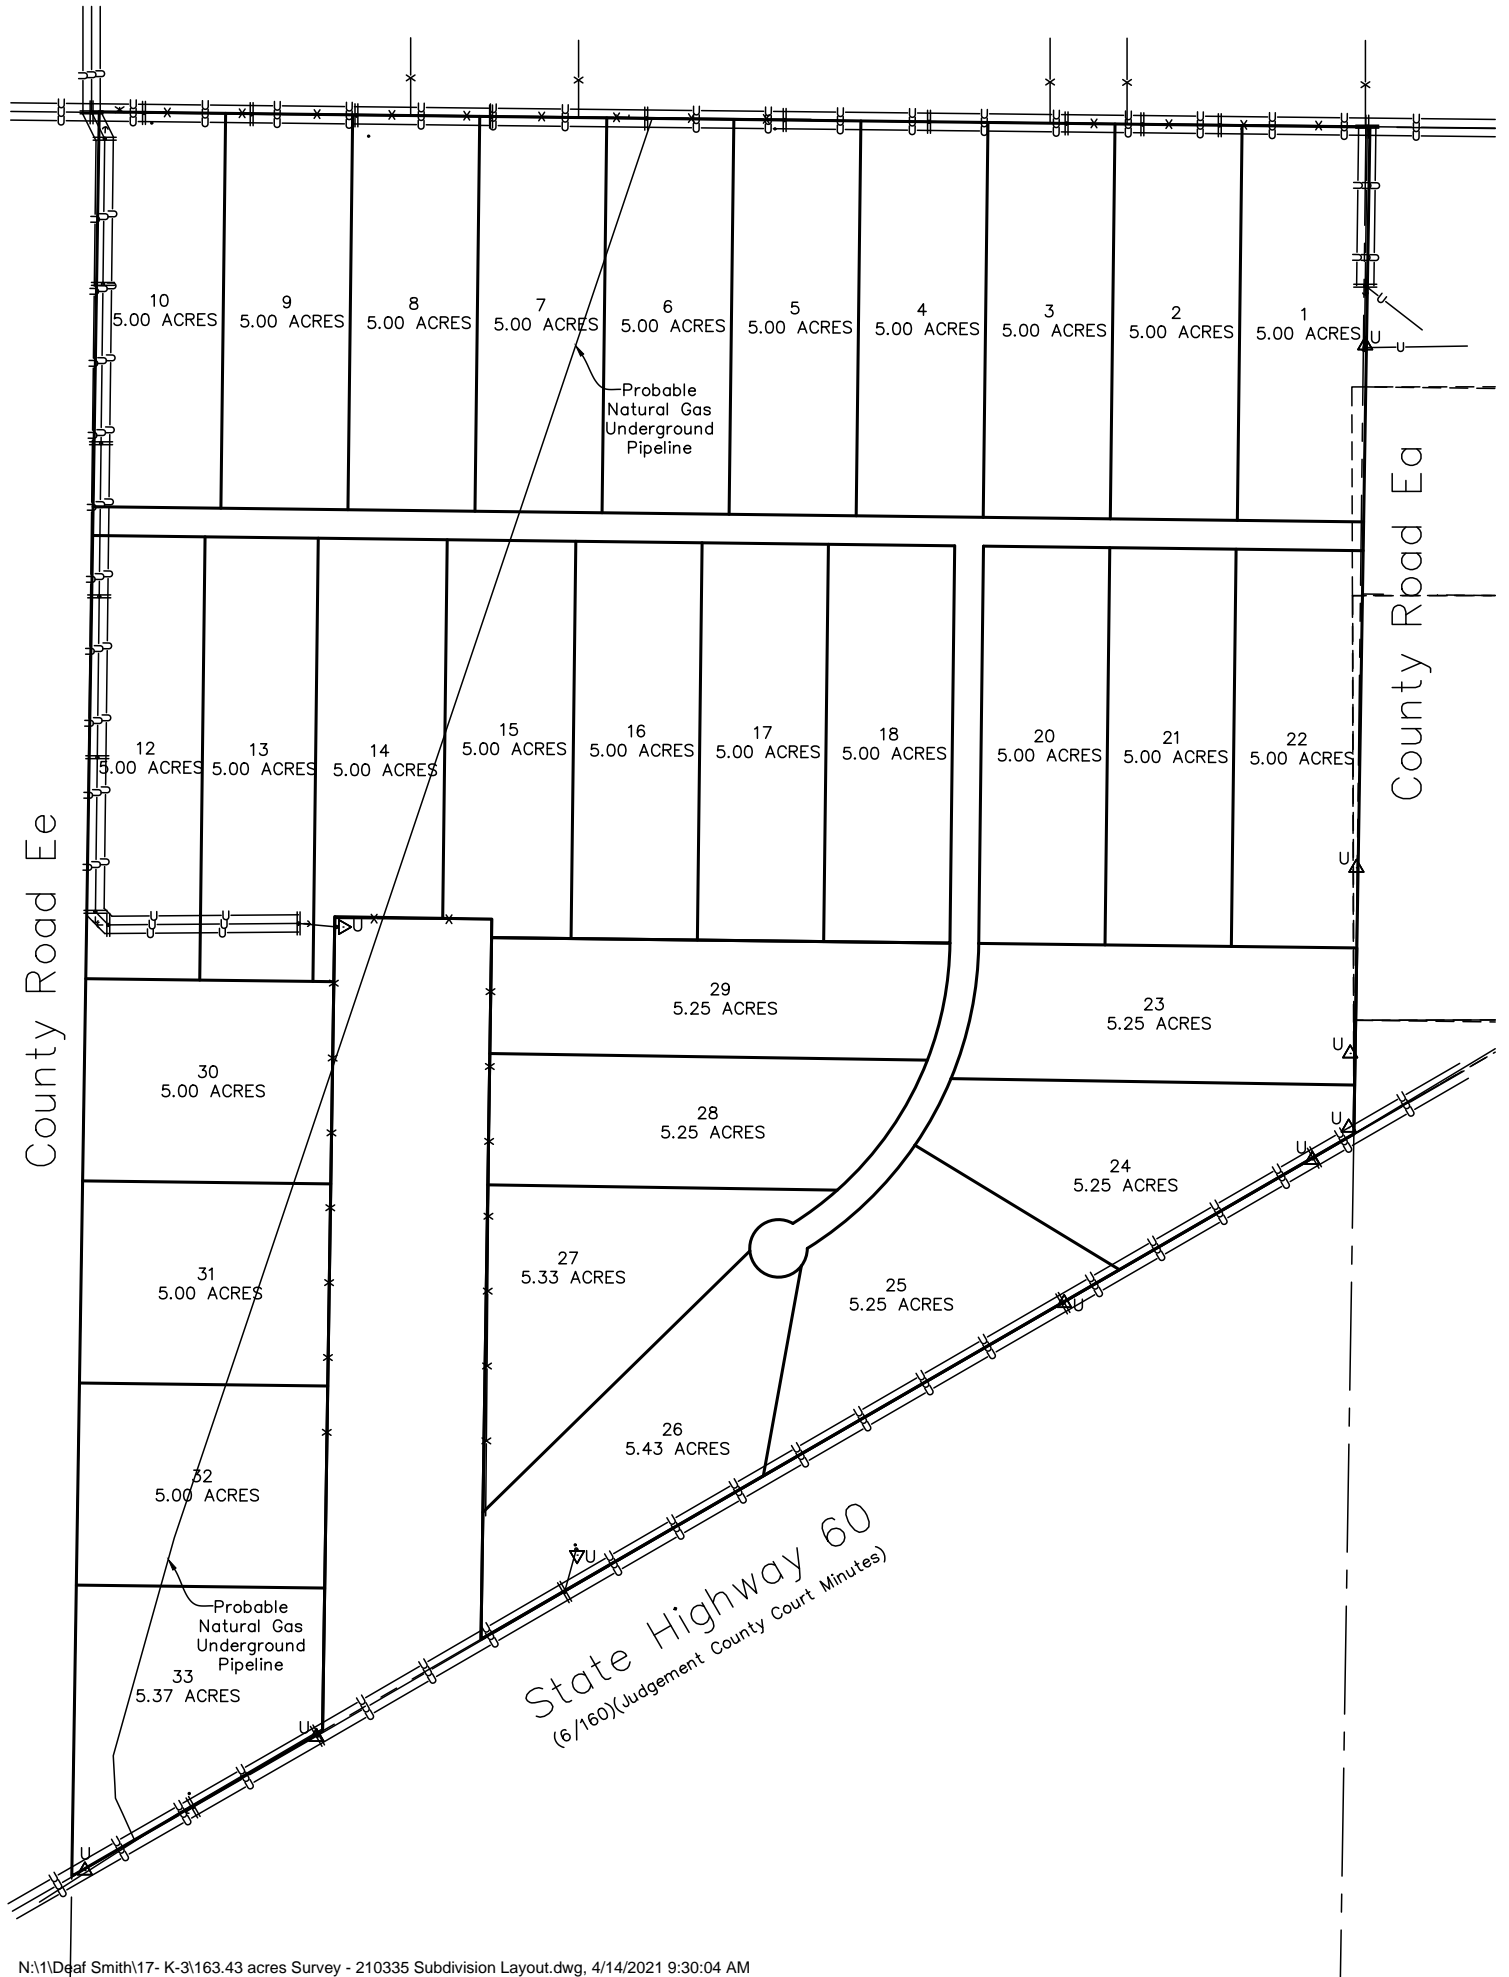 10
5.00 ACRES
9
5.00 ACRES
8
5.00 ACRES
7
5.00 ACRES
6
5.00 ACRES
5
5.00 ACRES
4
5.00 ACRES
3
5.00 ACRES
2
5.00 ACRES
1
5.00 ACRES
U
U
U
Probable
Natural Gas
Underground
Pipeline
County Road Ea
12
5.00 ACRES
13
5.00 ACRES
14
5.00 ACRES
15
5.00 ACRES
16
5.00 ACRES
17
5.00 ACRES
18
5.00 ACRES
20
5.00 ACRES
21
5.00 ACRES
22
5.00 ACRES
County Road Ee
U
U
29
5.25 ACRES
23
5.25 ACRES
U
30
5.00 ACRES
28
5.25 ACRES
24
5.25 ACRES
U
U
31
5.00 ACRES
27
5.33 ACRES
25
5.25 ACRES
U
32
5.00 ACRES
26
5.43 ACRES
U
Probable
Natural Gas
Underground
Pipeline
33
5.37 ACRES
State Highway 60
(6/160)(Judgement County Court Minutes)
U
U
N:\1\Deaf Smith\17- K-3\163.43 acres Survey - 210335 Subdivision Layout.dwg, 4/14/2021 9:30:04 AM